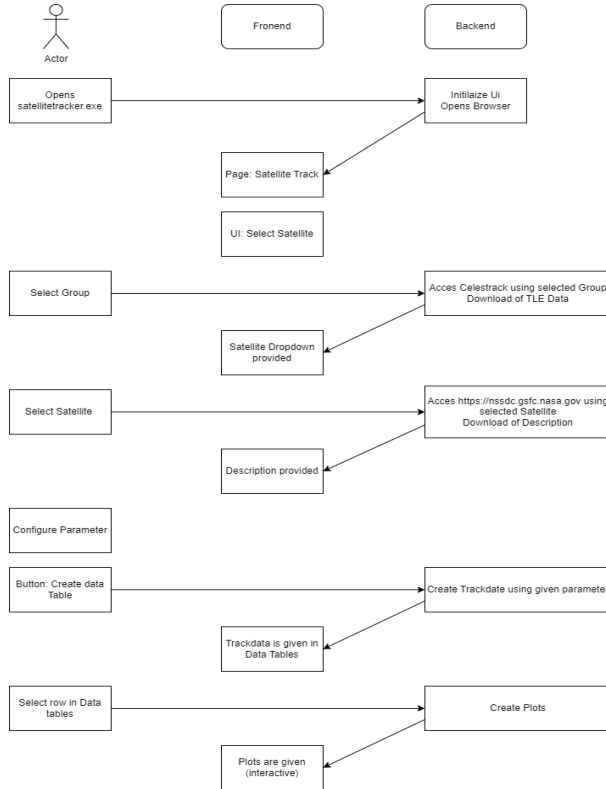 Fronend
Backend
Actor
Opens
satellitetracker.exe
Initilaize Ui
Opens Browser
Page: Satellite Track
UI: Select Satellite
Select Group
Acces Celestrack using selected Group
Download of TLE Data
Satellite Dropdown
provided
Select Satellite
Acces https://nssdc.gsfc.nasa.gov using
selected Satellite
Download of Description
Description provided
Configure Parameter
Button: Create data
Table
Create Trackdate using given parameter
Trackdata is given in
Data Tables
Select row in Data
tables
Create Plots
Plots are given
(interactive)